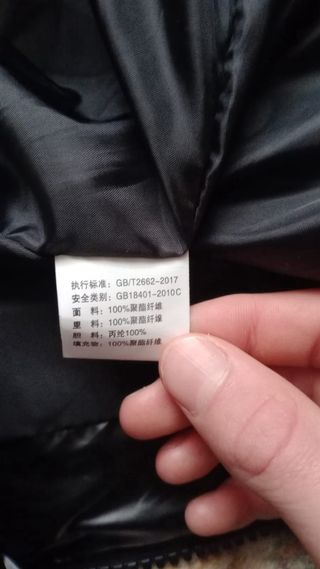 执行标准：GB/T2662-2017
安全类别：GB18401-2010C
面　料：100%聚酯纤维
里　料：100%聚酯纤维
胆　料：丙纶100%
填充物：100%聚酯纤维